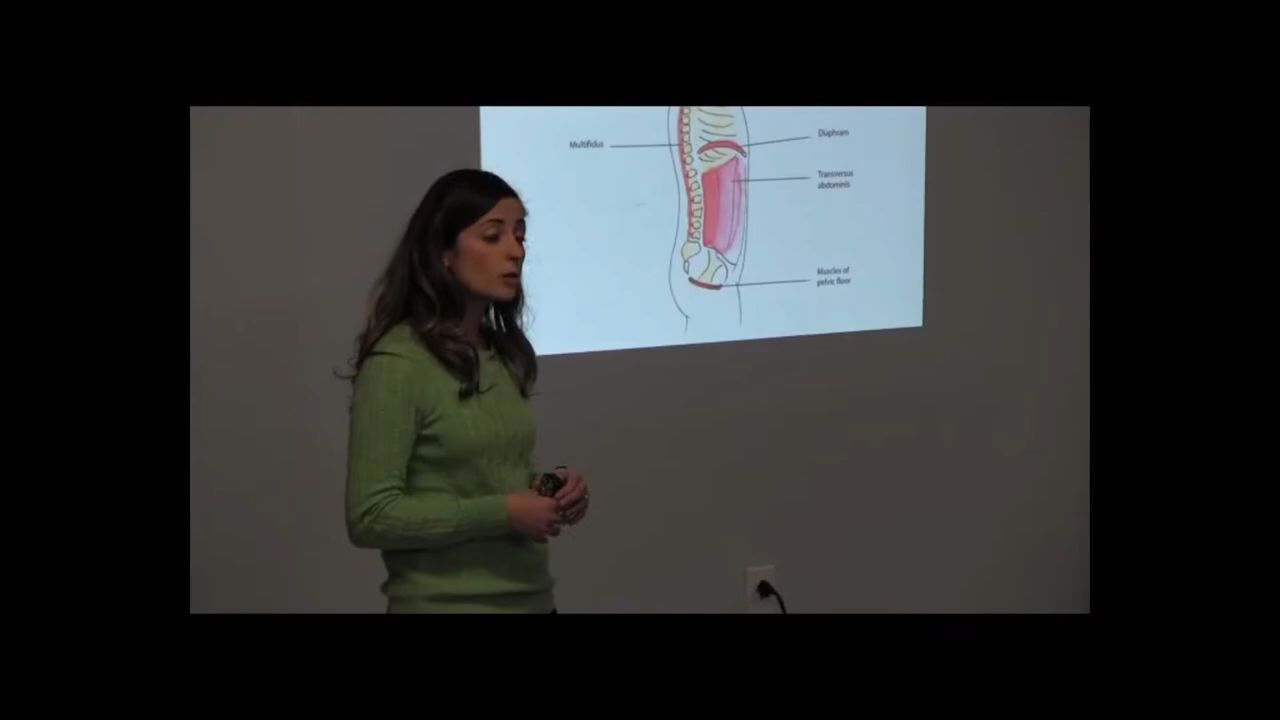 Multifidus
Diaphram
Transversus
abdominis
Muscles of
pelvic floor